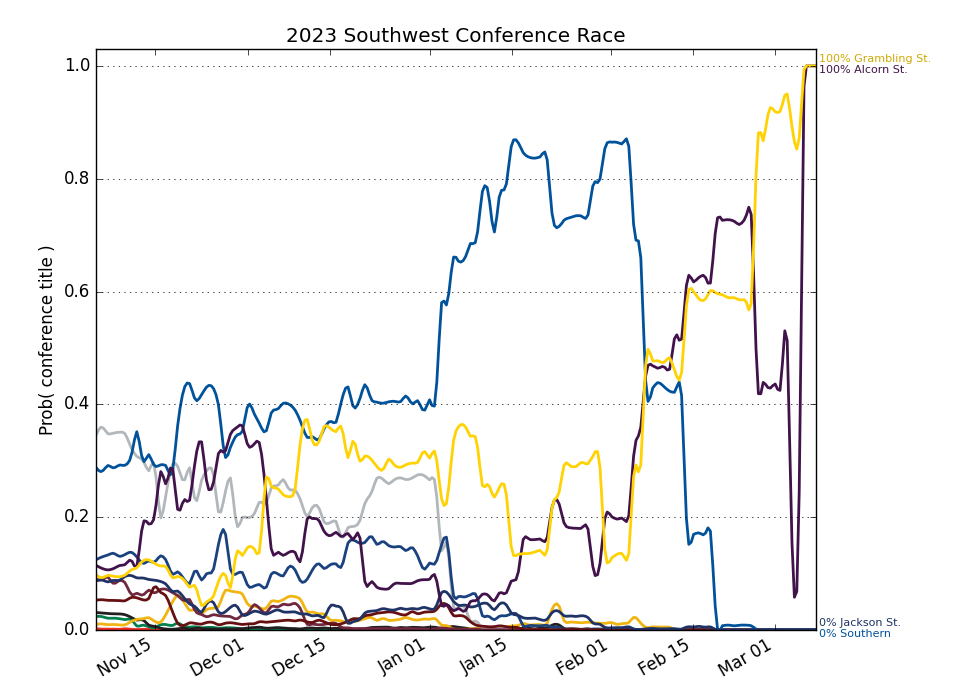 2023 Southwest Conference Race
Prob( conference title )
1.0
0.8
0.6
0.4
0.2
0.0
Nov 15
Dec 01
Dec 15
Jan 01
Jan 15
Feb 01
Feb 15
Mar 01
100% Grambling St.
100% Alcorn St.
0% Jackson St.
0% Southern